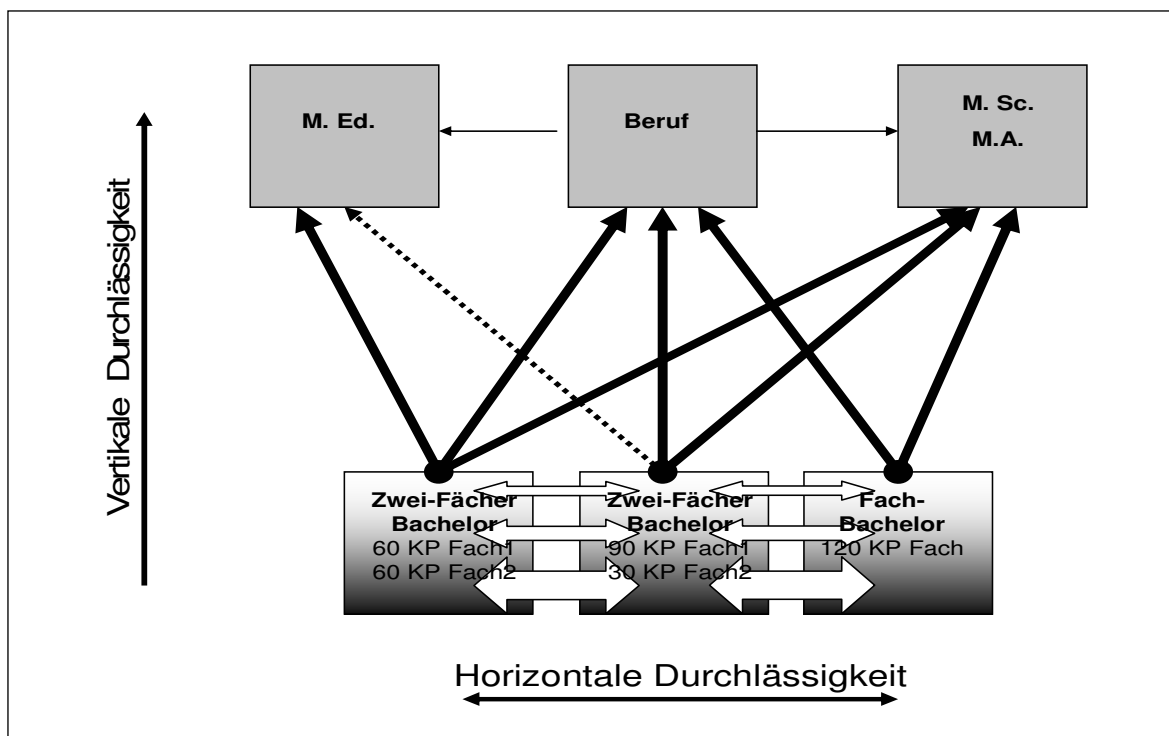 M. Ed.
Beruf
M. Sc.
M.A.
Vertikale Durchlässigkeit
Zwei-Fächer
Bachelor
60 KP Fach1
60 KP Fach2
Zwei-Fächer
Bachelor
90 KP Fach1
30 KP Fach2
Fach-
Bachelor
120 KP Fach
Horizontale Durchlässigkeit